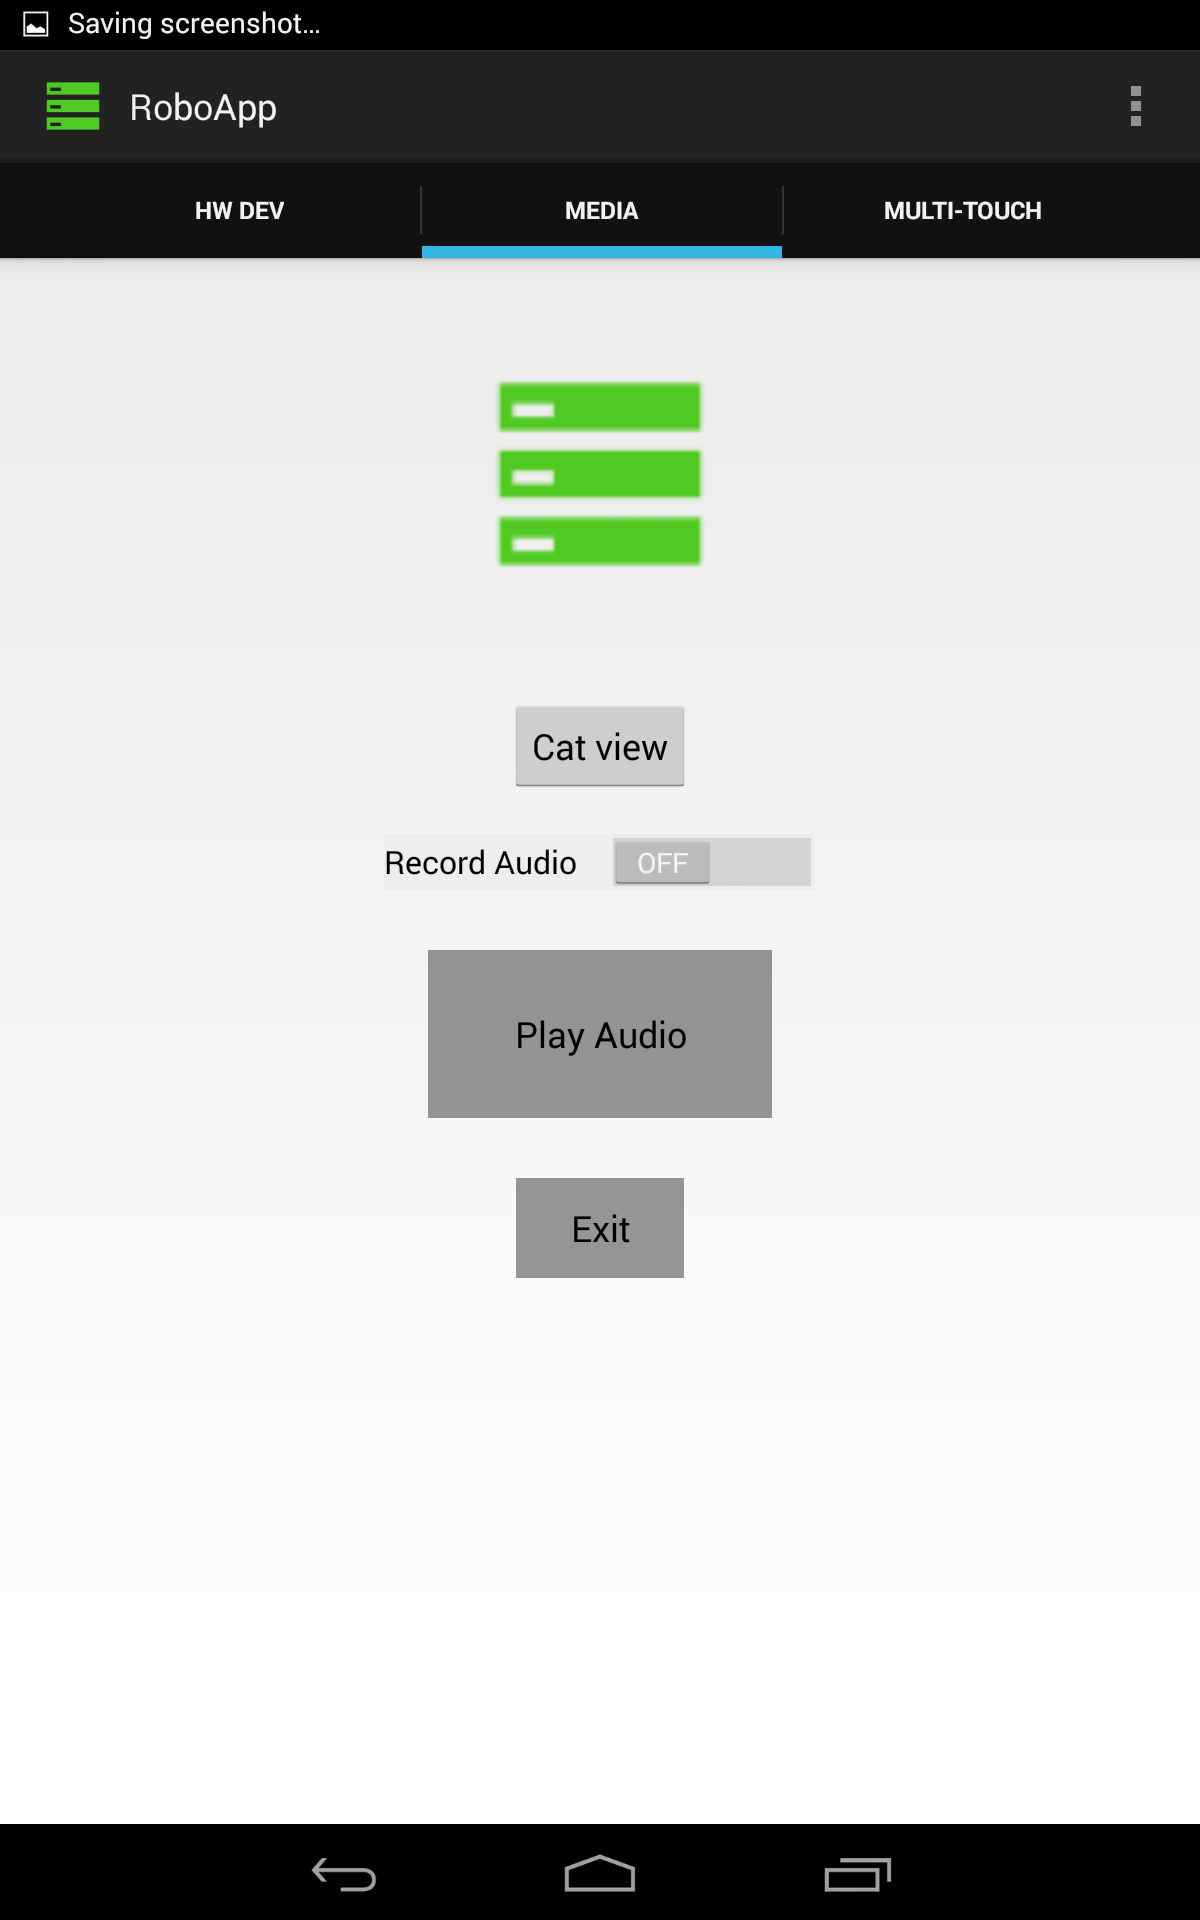 Saving screenshot...
RoboApp
HW DEV
MEDIA
MULTI-TOUCH
Cat view
Record Audio
OFF
Play Audio
Exit